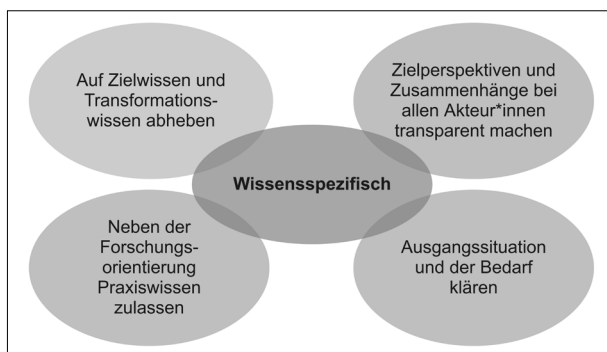 Auf Zielwissen und
Transformations-
wissen abheben
Zielperspektiven und
Zusammenhänge bei
allen Akteur*innen
transparent machen
Wissensspezifisch
Neben der
Forschungs-
orientierung
Praxiswissen
zulassen
Ausgangssituation
und der Bedarf
klären